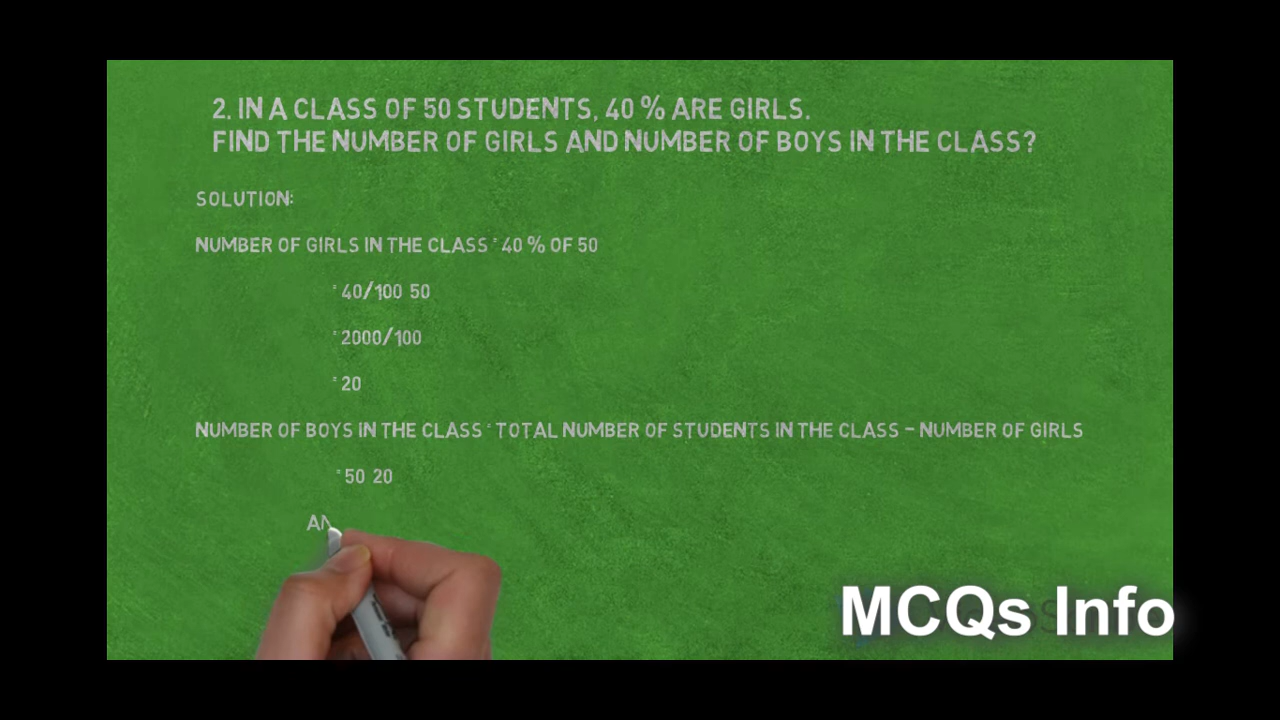 2. IN A CLASS OF 50 STUDENTS, 40 % ARE GIRLS.
FIND THE NUMBER OF GIRLS AND NUMBER OF BOYS IN THE CLASS?
SOLUTION:
NUMBER OF GIRLS IN THE CLASS = 40 % OF 50
= 40/100 50
= 2000/100
= 20
NUMBER OF BOYS IN THE CLASS = TOTAL NUMBER OF STUDENTS IN THE CLASS – NUMBER OF GIRLS
= 50 20
AN
MCQs Info